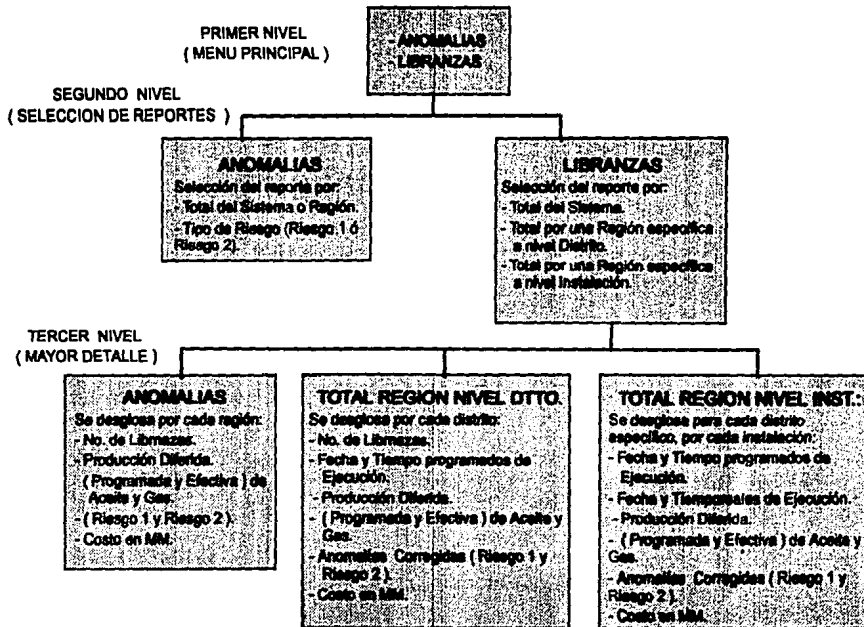 PRIMER NIVEL
( MENU PRINCIPAL )
- ANOMALIAS
- LIBRANZAS
SEGUNDO NIVEL
( SELECCION DE REPORTES )
ANOMALIAS
Selección del reporte por:
- Total del Sistema o Región.
- Tipo de Riesgo (Riesgo 1 ó
Riesgo 2).
LIBRANZAS
Selección del reporte por:
- Total del Sistema.
- Total por una Región específica
a nivel Distrito.
- Total por una Región específica
a nivel Instalación.
TERCER NIVEL
( MAYOR DETALLE )
ANOMALIAS
Se desglosa por cada región:
- No. de Librnazas.
- Producción Diferida.
( Programada y Efectiva ) de
Aceite y Gas.
- ( Riesgo 1 y Riesgo 2 ).
- Costo en MM.
TOTAL REGION NIVEL DTTO.
Se desglosa por cada distrito:
- No. de Librnazas.
- Fecha y Tiempo programados de
Ejecución.
- Producción Diferida.
- ( Programada y Efectiva ) de Aceite y
Gas.
- Anomalías Corregidas ( Riesgo 1 y
Riesgo 2 ).
- Costo en MM.
TOTAL REGION NIVEL INST.:
Se desglosa para cada distrito
específico, por cada instalación:
- Fecha y Tiempo programados de
Ejecución.
- Fecha y Tiemporeales de Ejecución.
- Producción Diferida.
- ( Programada y Efectiva ) de Aceite y
Gas.
- Anomalías Corregidas ( Riesgo 1 y
Riesgo 2 ).
- Costo en MM.